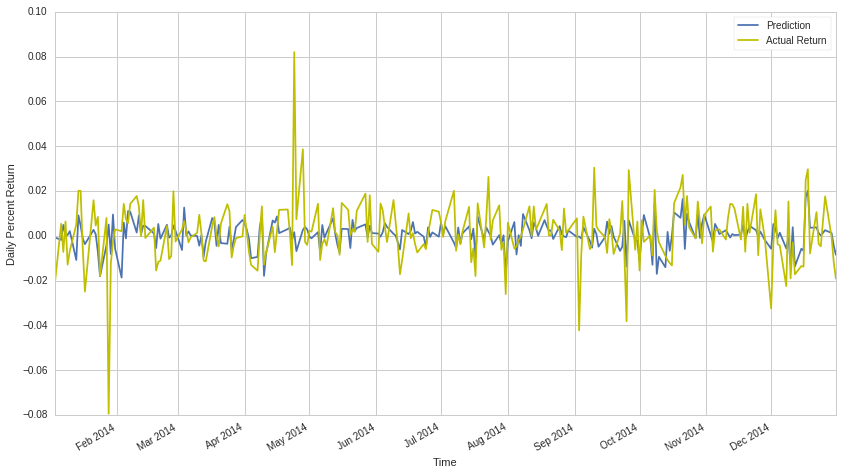 0.10
0.08
0.06
0.04
0.02
0.00
−0.02
−0.04
−0.06
−0.08
Daily Percent Return
Prediction
Actual Return
Feb 2014
Mar 2014
Apr 2014
May 2014
Jun 2014
Jul 2014
Aug 2014
Sep 2014
Oct 2014
Nov 2014
Dec 2014
Time